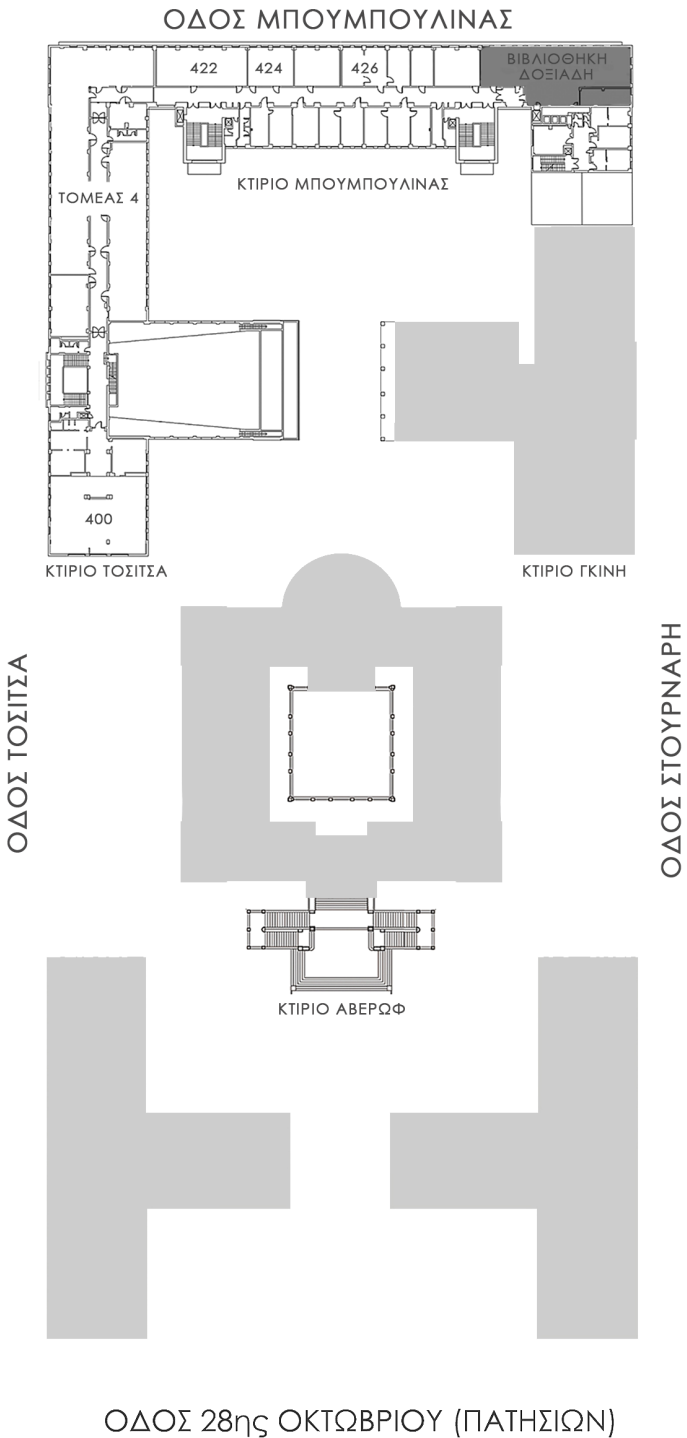 ΟΔΟΣ ΜΠΟΥΜΠΟΥΛΙΝΑΣ
422
424
426
ΒΙΒΛΙΟΘΗΚΗ
ΔΟΞΙΑΔΗ
ΚΤΙΡΙΟ ΜΠΟΥΜΠΟΥΛΙΝΑΣ
ΤΟΜΕΑΣ 4
400
ΚΤΙΡΙΟ ΤΟΣΙΤΣΑ
ΚΤΙΡΙΟ ΓΚΙΝΗ
ΟΔΟΣ ΤΟΣΙΤΣΑ
ΟΔΟΣ ΣΤΟΥΡΝΑΡΗ
ΚΤΙΡΙΟ ΑΒΕΡΩΦ
ΟΔΟΣ 28ης ΟΚΤΩΒΡΙΟΥ (ΠΑΤΗΣΙΩΝ)